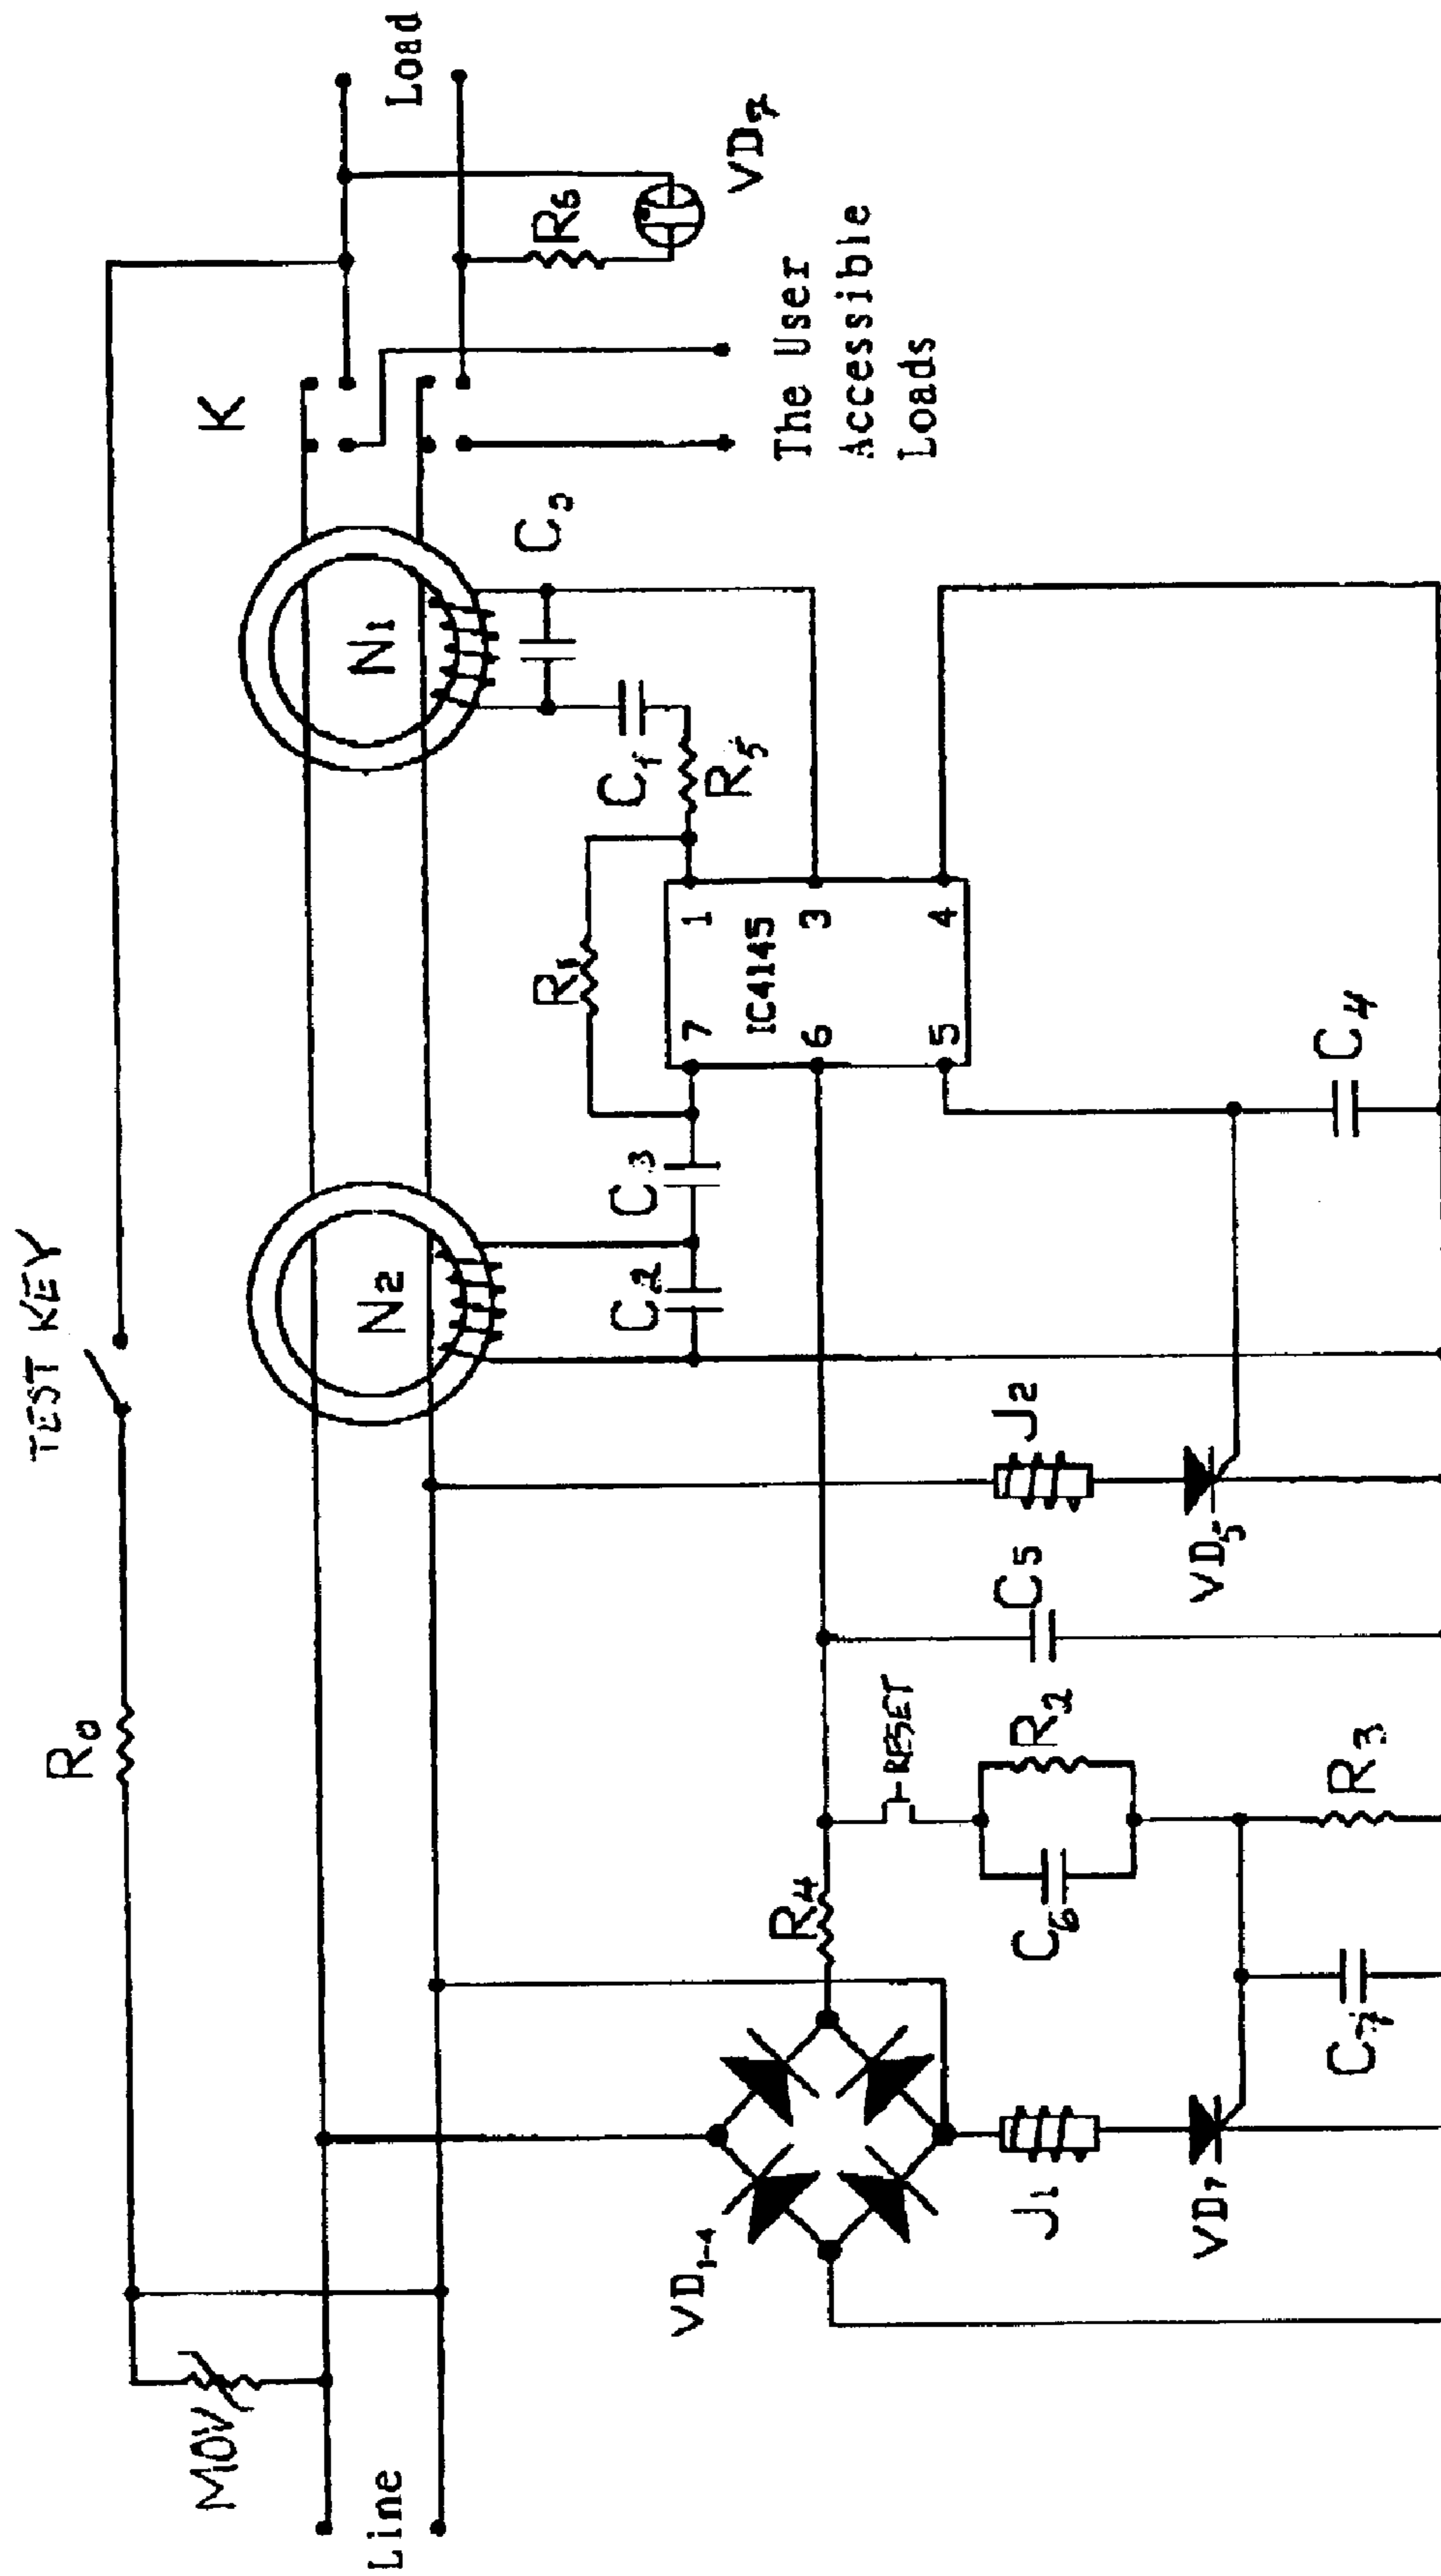 TEST KEY
R0
MOV
Line
N2
N1
K
Load
R6
VD7
The User
Accessible
Loads
C1
R5
R1
7
1
6
3
5
4
IC4145
C3
C2
C4
J2
VD5
C5
RESET
R2
C6
R3
R4
C7
J1
VD7
VD1-4